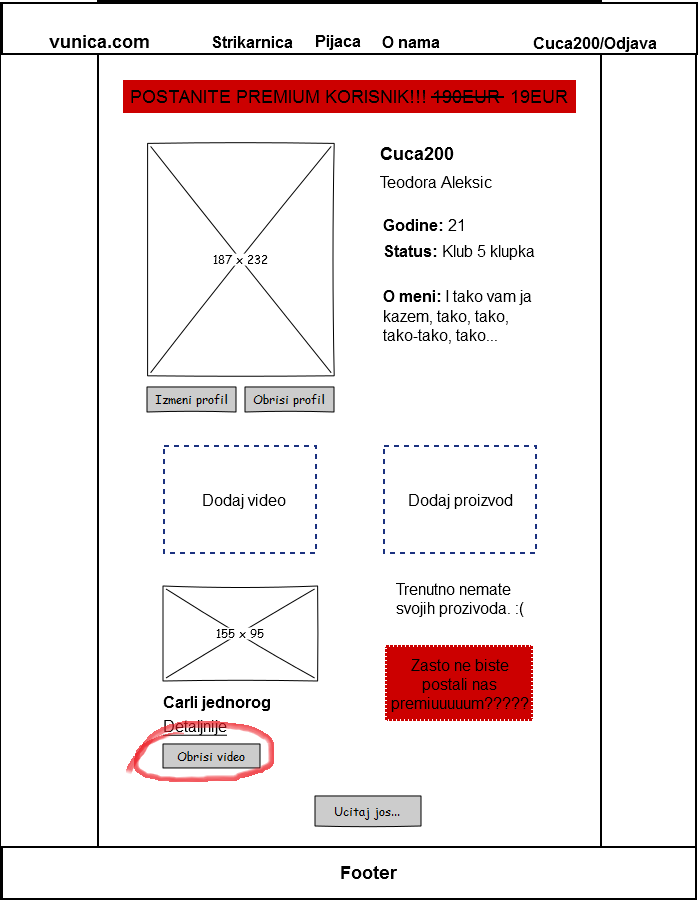 vunica.com Strikarnica Pijaca O nama Cuca200/Odjava
POSTANITE PREMIUM KORISNIK!!! 190EUR 19EUR
187 x 232
Izmeni profil Obrisi profil
Cuca200
Teodora Aleksic
Godine: 21
Status: Klub 5 klupka
O meni: I tako vam ja
kazem, tako, tako,
tako-tako, tako...
Dodaj video
Dodaj proizvod
155 x 95
Carli jednorog
Detaljnije
Obrisi video
Trenutno nemate
svojih prozivoda. :(
Zasto ne biste
postali nas
premiuuuuum?????
Ucitaj jos...
Footer